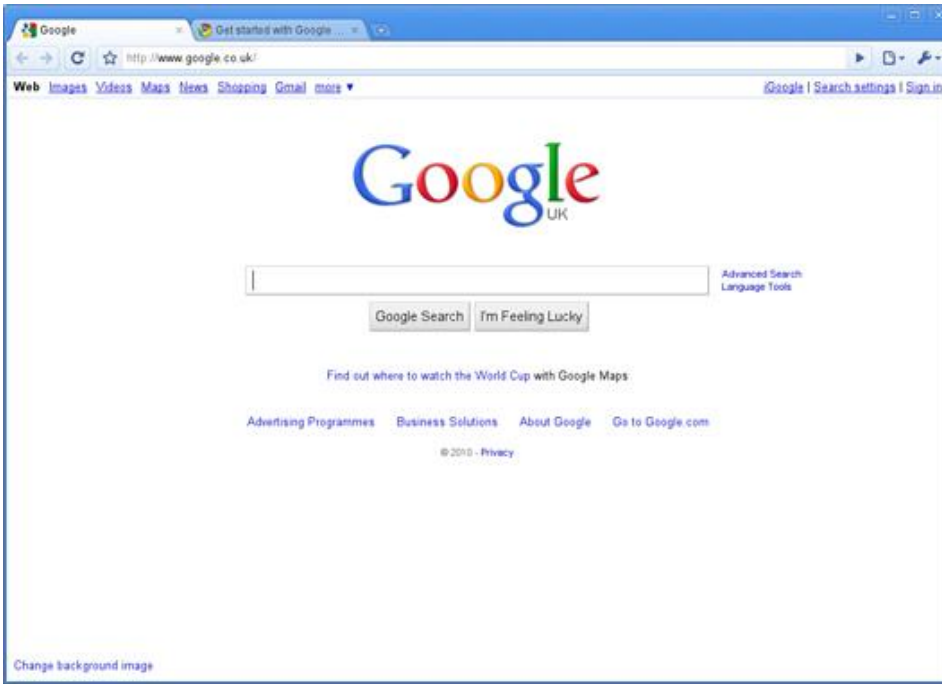 Google
Get started with Google ...
http://www.google.co.uk/
Web Images Videos Maps News Shopping Gmail more ▼
iGoogle | Search settings | Sign in
Google
UK
Advanced Search
Language Tools
Google Search
I'm Feeling Lucky
Find out where to watch the World Cup with Google Maps
Advertising Programmes Business Solutions About Google Go to Google.com
© 2010 - Privacy
Change background image